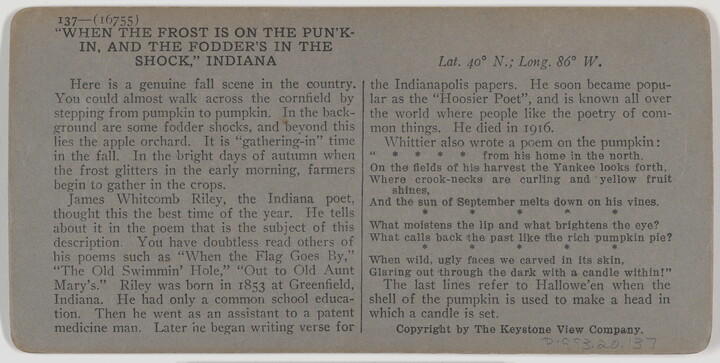 137—(16755)
"WHEN THE FROST IS ON THE PUN'K-
IN, AND THE FODDER'S IN THE
SHOCK," INDIANA
Here is a genuine fall scene in the country.
You could almost walk across the cornfield by
stepping from pumpkin to pumpkin. In the back-
ground are some fodder shocks, and beyond this
lies the apple orchard. It is "gathering-in" time
in the fall. In the bright days of autumn when
the frost glitters in the early morning, farmers
begin to gather in the crops.
James Whitcomb Riley, the Indiana poet,
thought this the best time of the year. He tells
about it in the poem that is the subject of this
description. You have doubtless read others of
his poems such as "When the Flag Goes By,"
"The Old Swimmin' Hole," "Out to Old Aunt
Mary's." Riley was born in 1853 at Greenfield,
Indiana. He had only a common school educa-
tion. Then he went as an assistant to a patent
medicine man. Later he began writing verse for
Lat. 40° N.; Long. 86° W.
the Indianapolis papers. He soon became popu-
lar as the "Hoosier Poet", and is known all over
the world where people like the poetry of com-
mon things. He died in 1916.
Whittier also wrote a poem on the pumpkin:
" * * * * from his home in the north.
On the fields of his harvest the Yankee looks forth,
Where crook-necks are curling and yellow fruit
shines,
And the sun of September melts down on his vines.
* * * * *
What moistens the lip and what brightens the eye?
What calls back the past like the rich pumpkin pie?
* * * * *
When wild, ugly faces we carved in its skin,
Glaring out through the dark with a candle within!"
The last lines refer to Hallowe'en when the
shell of the pumpkin is used to make a head in
which a candle is set.
Copyright by The Keystone View Company.
D.993.20.137